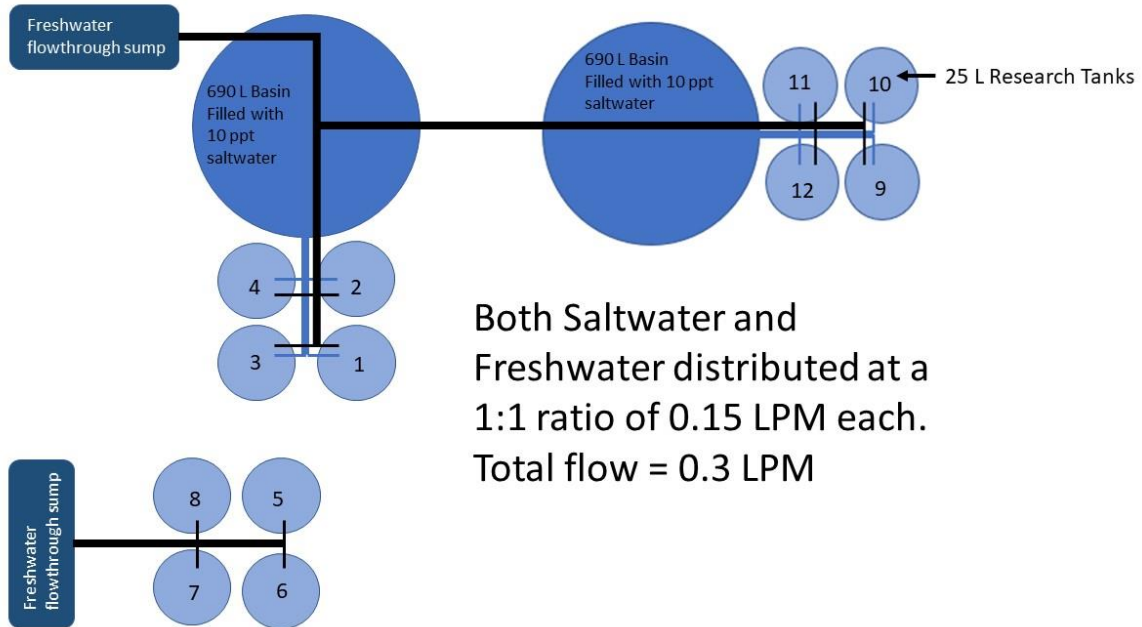 Freshwater
flowthrough sump
690 L Basin
Filled with
10 ppt
saltwater
690 L Basin
Filled with 10 ppt
saltwater
11
10
25 L Research Tanks
12
9
4
2
3
1
Both Saltwater and
Freshwater distributed at a
1:1 ratio of 0.15 LPM each.
Total flow = 0.3 LPM
Freshwater
flowthrough sump
8
5
7
6